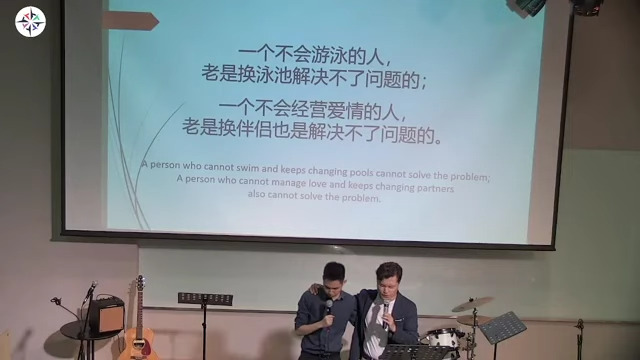 一个不会游泳的人，
老是换泳池解决不了问题的；
一个不会经营爱情的人，
老是换伴侣也是解决不了问题的。
A person who cannot swim and keeps changing pools cannot solve the problem;
A person who cannot manage love and keeps changing partners
also cannot solve the problem.